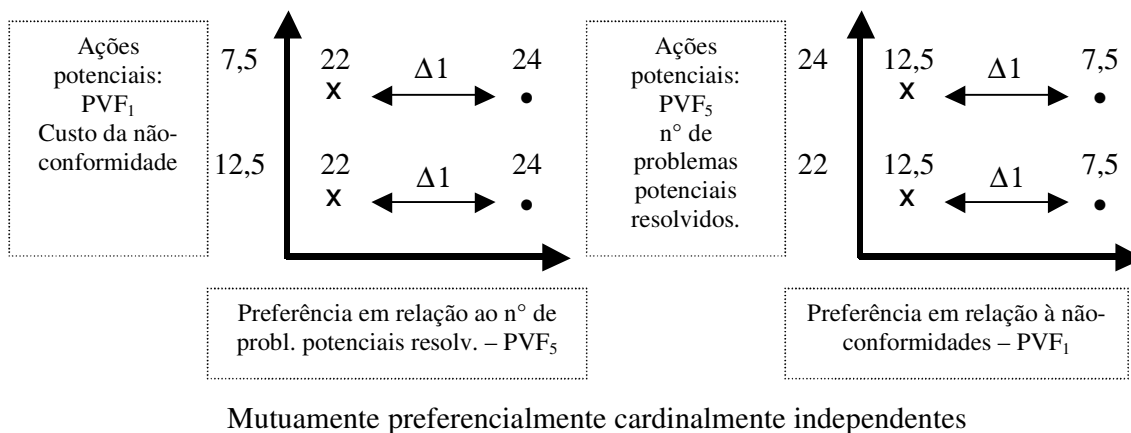 Ações
potenciais:
PVF₁
Custo da não-
conformidade
7,5
22
Δ1
24
x
•
12,5
22
Δ1
24
x
•
Preferência em relação ao n° de
probl. potenciais resolv. – PVF₅
Ações
potenciais:
PVF₅
n° de
problemas
potenciais
resolvidos.
24
12,5
Δ1
7,5
x
•
22
12,5
Δ1
7,5
x
•
Preferência em relação à não-
conformidades – PVF₁
Mutuamente preferencialmente cardinalmente independentes